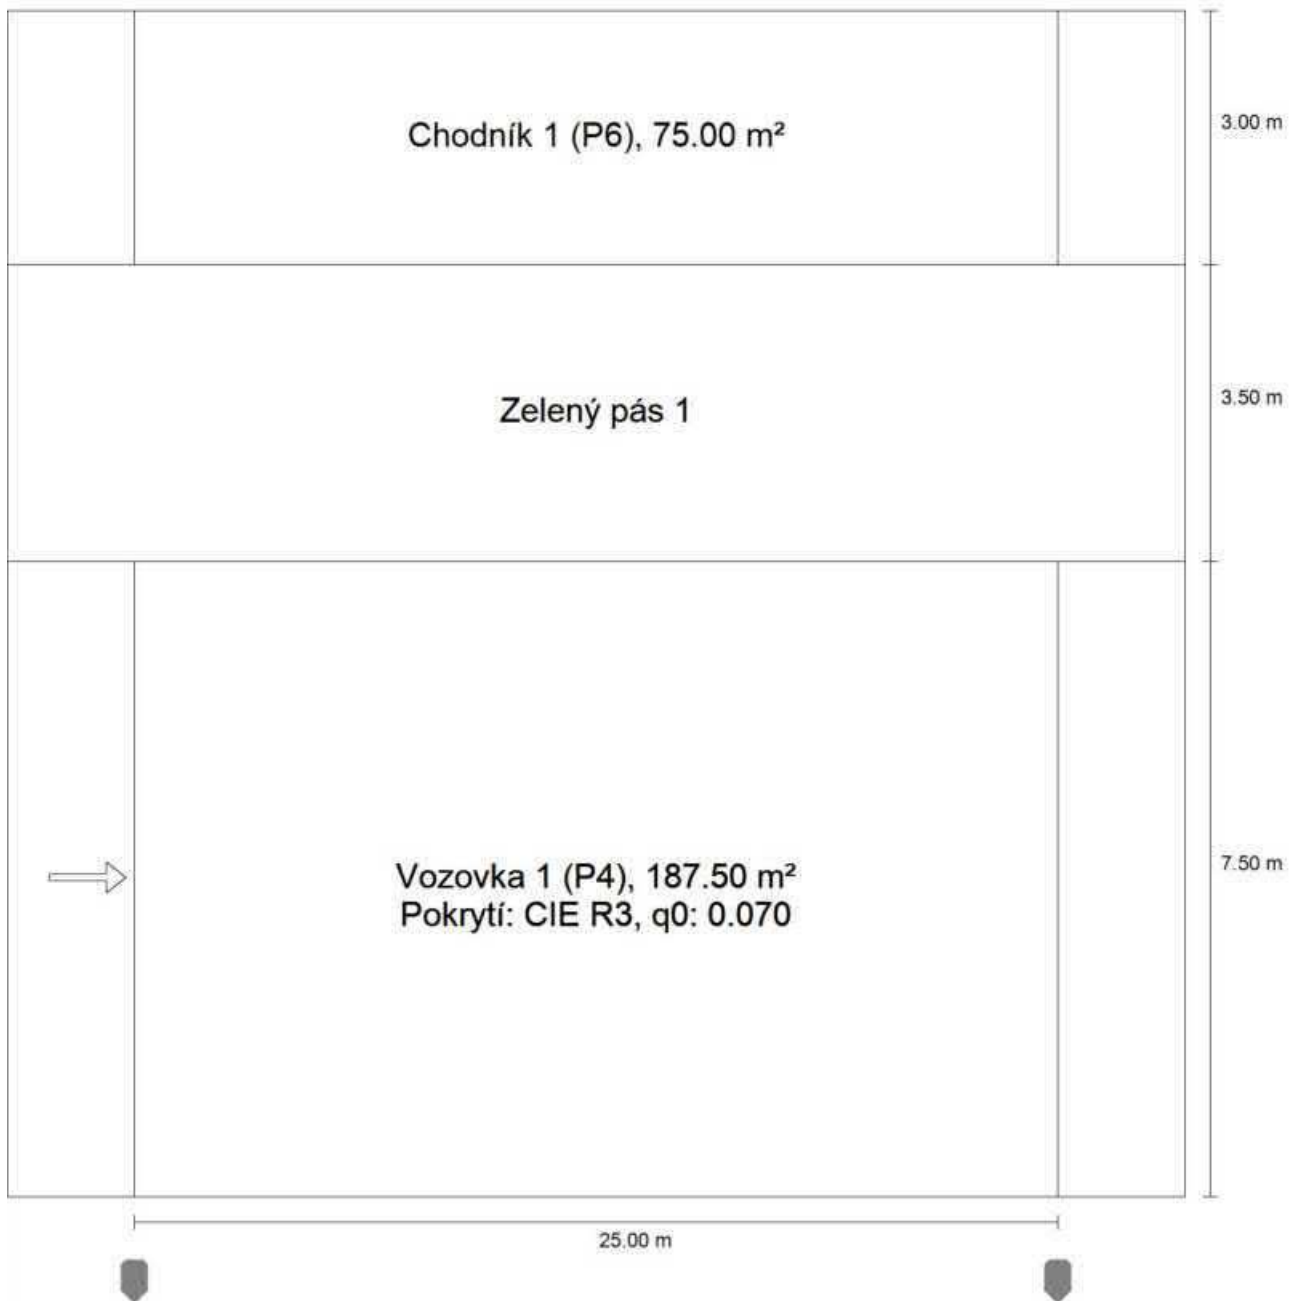 Chodník 1 (P6), 75.00 m²
3.00 m
Zelený pás 1
3.50 m
Vozovka 1 (P4), 187.50 m²
Pokrytí: CIE R3, q0: 0.070
7.50 m
25.00 m